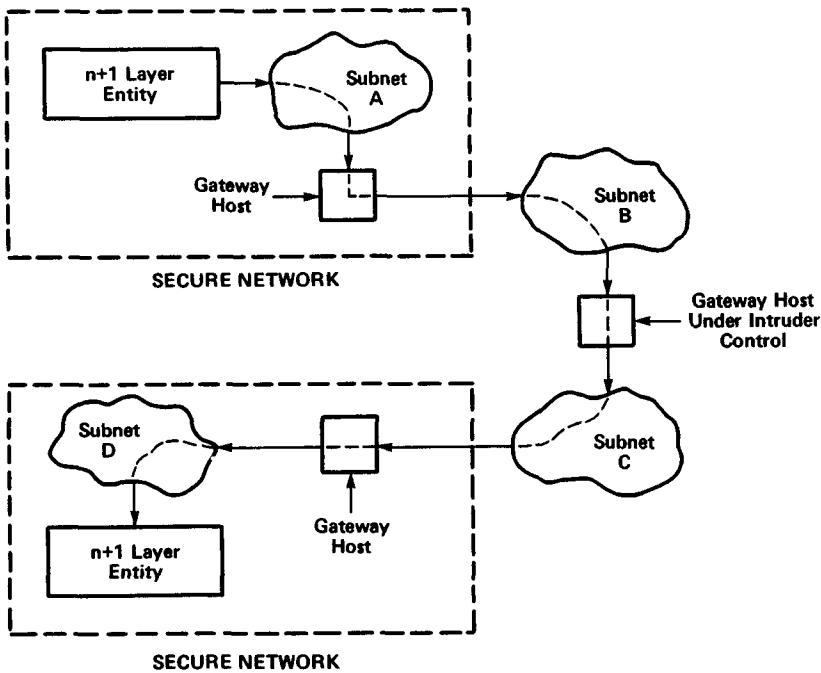 n+1 Layer
Entity
Subnet
A
Gateway
Host
SECURE NETWORK
Subnet
B
Gateway Host
Under Intruder
Control
Subnet
C
Subnet
D
Gateway
Host
n+1 Layer
Entity
SECURE NETWORK